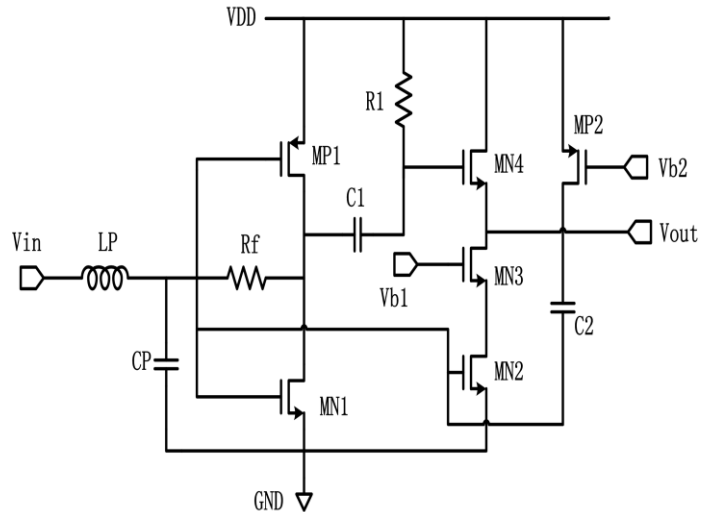 VDD
R1
MP1
MP2
MN4
Vb2
C1
Vin
LP
Rf
Vout
Vb1
MN3
C2
CP
MN2
MN1
GND